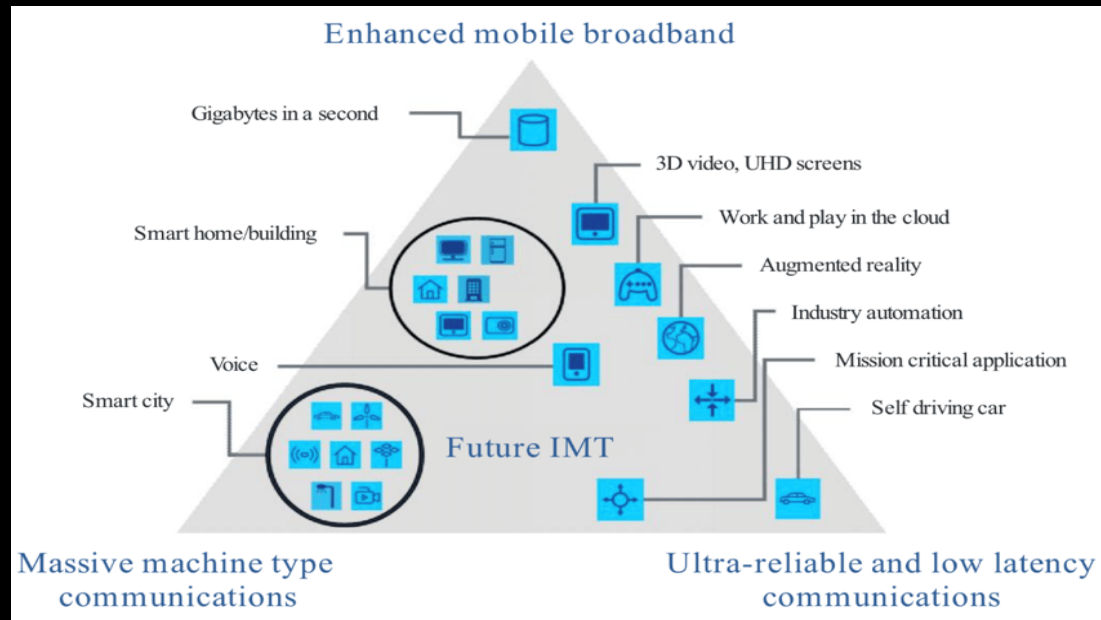 Enhanced mobile broadband
Gigabytes in a second
3D video, UHD screens
Work and play in the cloud
Smart home/building
Augmented reality
Industry automation
Voice
Mission critical application
Smart city
Self driving car
Future IMT
Massive machine type
communications
Ultra-reliable and low latency
communications